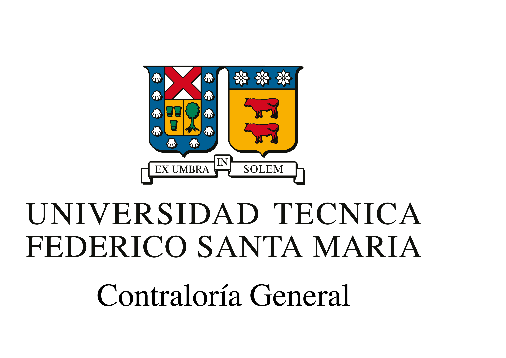 EX UMBRA IN SOLEM
UNIVERSIDAD TECNICA
FEDERICO SANTA MARIA
Contraloría General